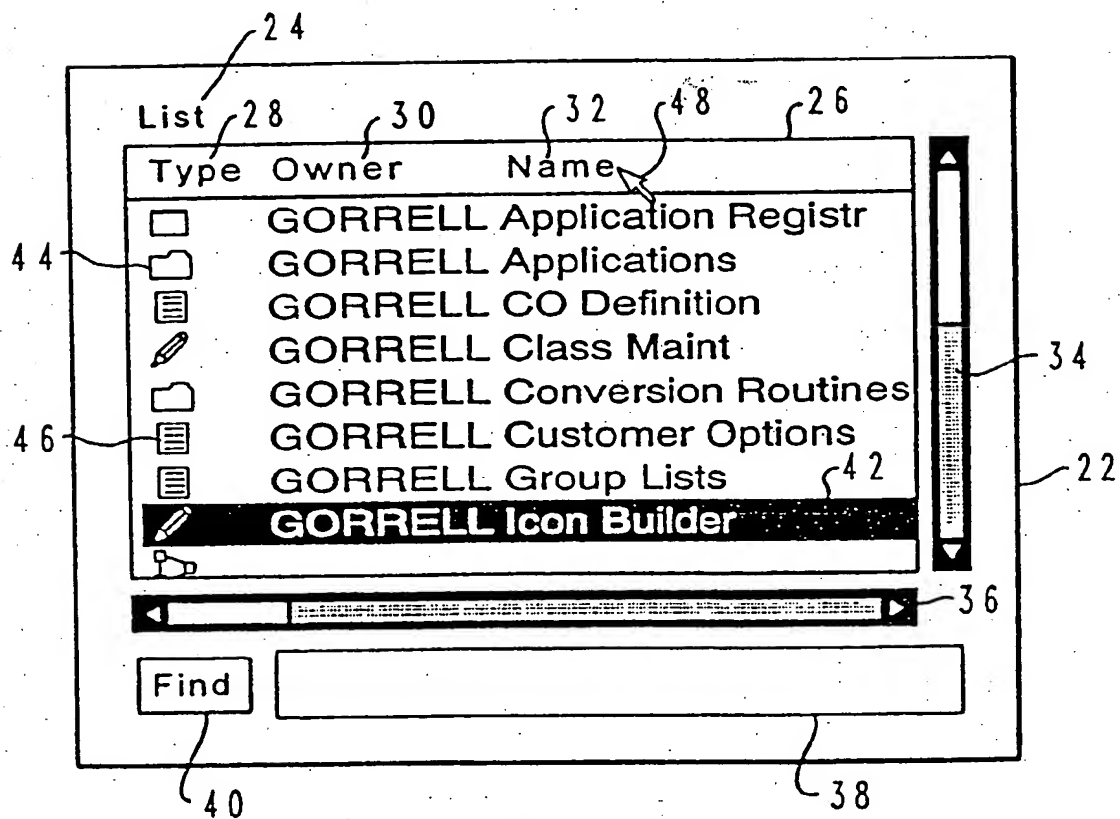 24
List 28 30 32 48 26
Type Owner Name
GORRELL Application Registr
44 GORRELL Applications
GORRELL CO Definition
GORRELL Class Maint
34
GORRELL Conversion Routines
46 GORRELL Customer Options
GORRELL Group Lists 42 22
GORRELL Icon Builder
36
Find
40 38